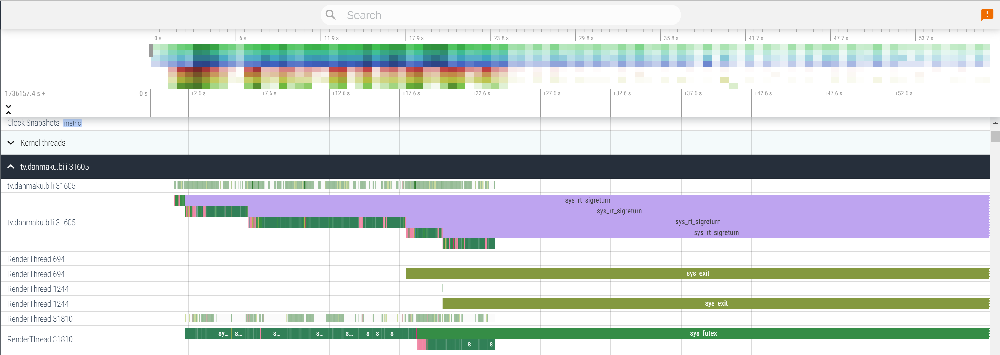 Search
0 s 6 s 11.9 s 17.9 s 23.8 s 29.8 s 35.8 s 41.7 s 47.7 s 53.7 s
1736157.4 s + 0 s +2.6 s +7.6 s +12.6 s +17.6 s +22.6 s +27.6 s +32.6 s +37.6 s +42.6 s +47.6 s +52.6 s
Clock Snapshots metric
Kernel threads
tv.danmaku.bili 31605
tv.danmaku.bili 31605
sys_rt_sigreturn
sys_rt_sigreturn
tv.danmaku.bili 31605
sys_rt_sigreturn
sys_rt_sigreturn
RenderThread 694
RenderThread 694 sys_exit
RenderThread 1244
RenderThread 1244 sys_exit
RenderThread 31810
sy... s... s... s... s... s s s sys_futex
RenderThread 31810
s s